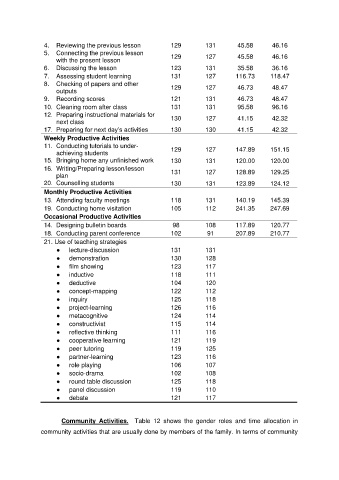 4. Reviewing the previous lesson 129 131 45.58 46.16
5. Connecting the previous lesson
with the present lesson 129 127 45.58 46.16
6. Discussing the lesson 123 131 35.58 36.16
7. Assessing student learning 131 127 116.73 118.47
8. Checking of papers and other
outputs 129 127 46.73 48.47
9. Recording scores 121 131 46.73 48.47
10. Cleaning room after class 131 131 95.58 96.16
12. Preparing instructional materials for
next class 130 127 41.15 42.32
17. Preparing for next day's activities 130 130 41.15 42.32
Weekly Productive Activities
11. Conducting tutorials to under-
achieving students 129 127 147.89 151.15
15. Bringing home any unfinished work 130 131 120.00 120.00
16. Writing/Preparing lesson/lesson
plan 131 127 128.89 129.25
20. Counselling students 130 131 123.89 124.12
Monthly Productive Activities
13. Attending faculty meetings 118 131 140.19 145.39
19. Conducting home visitation 105 112 241.35 247.69
Occasional Productive Activities
14. Designing bulletin boards 98 108 117.89 120.77
18. Conducting parent conference 102 91 207.89 210.77
21. Use of teaching strategies
● lecture-discussion 131 131
● demonstration 130 128
● film showing 123 117
● inductive 118 111
● deductive 104 120
● concept-mapping 122 112
● inquiry 125 118
● project-learning 126 116
● metacognitive 124 114
● constructivist 115 114
● reflective thinking 111 116
● cooperative learning 121 119
● peer tutoring 119 125
● partner-learning 123 116
● role playing 106 107
● socio-drama 102 108
● round table discussion 125 118
● panel discussion 119 110
● debate 121 117
Community Activities. Table 12 shows the gender roles and time allocation in
community activities that are usually done by members of the family. In terms of community